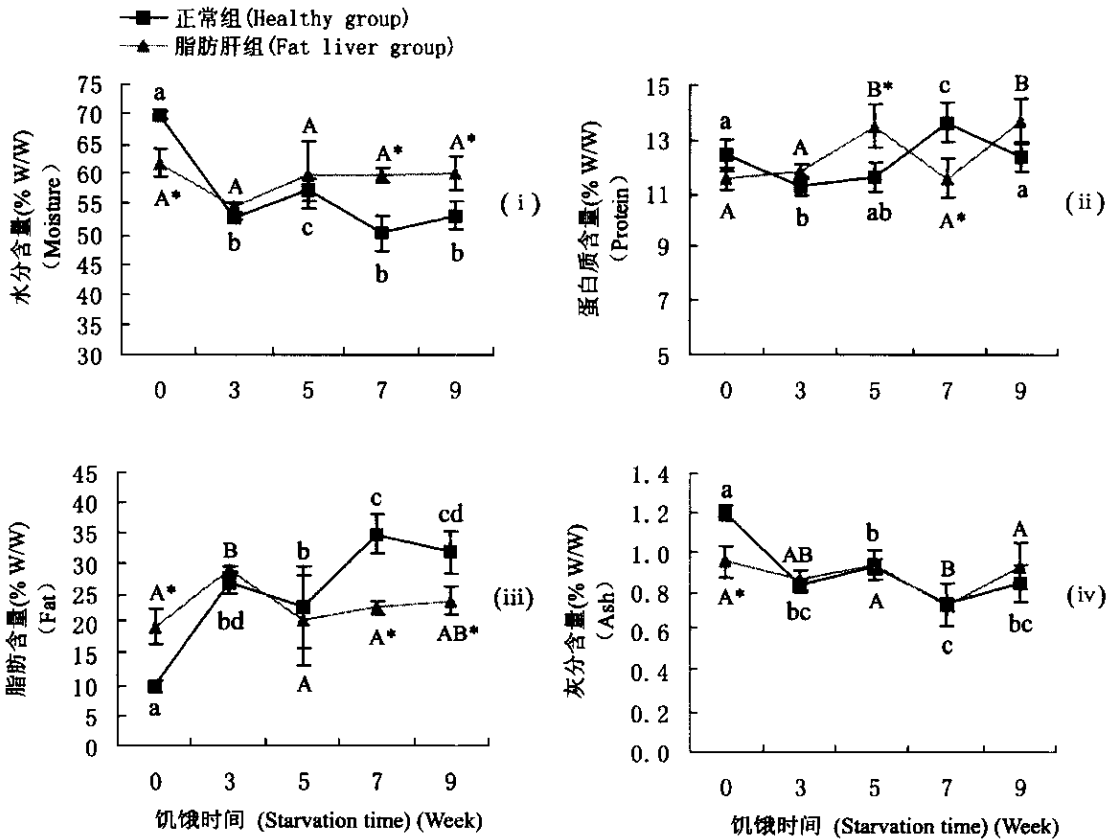 正常组(Healthy group)
脂肪肝组(Fat liver group)
水分含量(% W/W)
(Moisture)
75
70
65
60
55
50
45
40
35
30
a
A*
A
b
A
c
A*
b
A*
b
0 3 5 7 9
(i)
蛋白质含量(% W/W)
(Protein)
15
13
11
9
7
5
a
A
A
b
B*
ab
c
A*
B
a
0 3 5 7 9
(ii)
脂肪含量(% W/W)
(Fat)
45
40
35
30
25
20
15
10
5
0
A*
a
B
bd
b
A
c
A*
cd
AB*
0 3 5 7 9
(iii)
饥饿时间 (Starvation time) (Week)
灰分含量(% W/W)
(Ash)
1.4
1.2
1.0
0.8
0.6
0.4
0.2
0.0
a
A*
AB
bc
b
A
B
c
A
bc
0 3 5 7 9
(iv)
饥饿时间 (Starvation time) (Week)